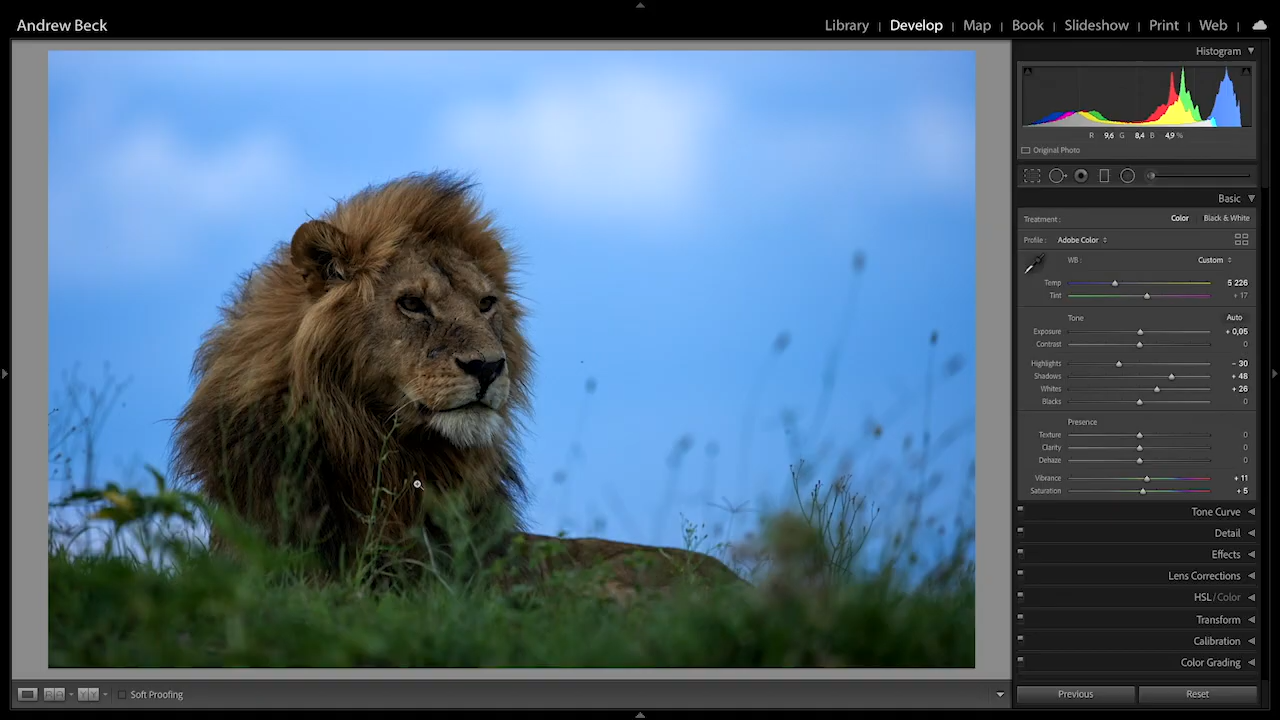 Andrew Beck
Library | Develop | Map | Book | Slideshow | Print | Web |
Histogram
R 9,6 G 8,4 B 4,9 %
Original Photo
Basic
Treatment : Color Black & White
Profile : Adobe Color
WB : Custom
Temp 5 226
Tint + 17
Tone Auto
Exposure + 0,05
Contrast 0
Highlights − 30
Shadows + 48
Whites + 26
Blacks 0
Presence
Texture 0
Clarity 0
Dehaze 0
Vibrance + 11
Saturation + 5
Tone Curve
Detail
Effects
Lens Corrections
HSL / Color
Transform
Calibration
Color Grading
Soft Proofing
Previous Reset